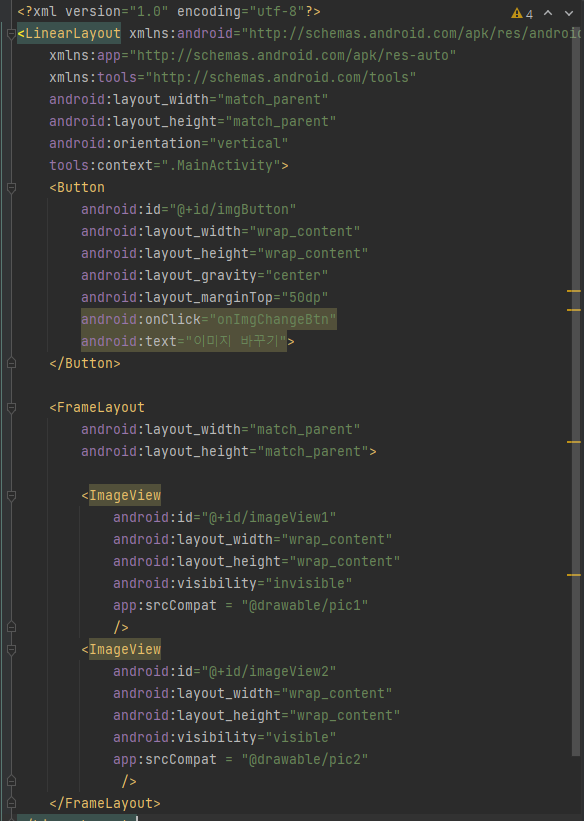 <?xml version="1.0" encoding="utf-8"?>
4
<LinearLayout xmlns:android="http://schemas.android.com/apk/res/androi
    xmlns:app="http://schemas.android.com/apk/res-auto"
    xmlns:tools="http://schemas.android.com/tools"
    android:layout_width="match_parent"
    android:layout_height="match_parent"
    android:orientation="vertical"
    tools:context=".MainActivity">
    <Button
        android:id="@+id/imgButton"
        android:layout_width="wrap_content"
        android:layout_height="wrap_content"
        android:layout_gravity="center"
        android:layout_marginTop="50dp"
        android:onClick="onImgChangeBtn"
        android:text="이미지 바꾸기">
    </Button>
    <FrameLayout
        android:layout_width="match_parent"
        android:layout_height="match_parent">
        <ImageView
            android:id="@+id/imageView1"
            android:layout_width="wrap_content"
            android:layout_height="wrap_content"
            android:visibility="invisible"
            app:srcCompat = "@drawable/pic1"
            />
        <ImageView
            android:id="@+id/imageView2"
            android:layout_width="wrap_content"
            android:layout_height="wrap_content"
            android:visibility="visible"
            app:srcCompat = "@drawable/pic2"
             />
    </FrameLayout>